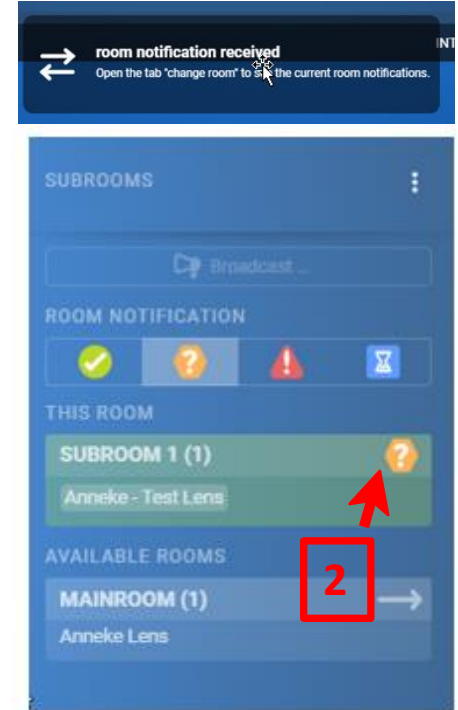 room notification received
INT
Open the tab "change room" to see the current room notifications.
SUBROOMS
Broadcast ...
ROOM NOTIFICATION
THIS ROOM
SUBROOM 1 (1)
Anneke - Test Lens
AVAILABLE ROOMS
2
MAINROOM (1)
Anneke Lens